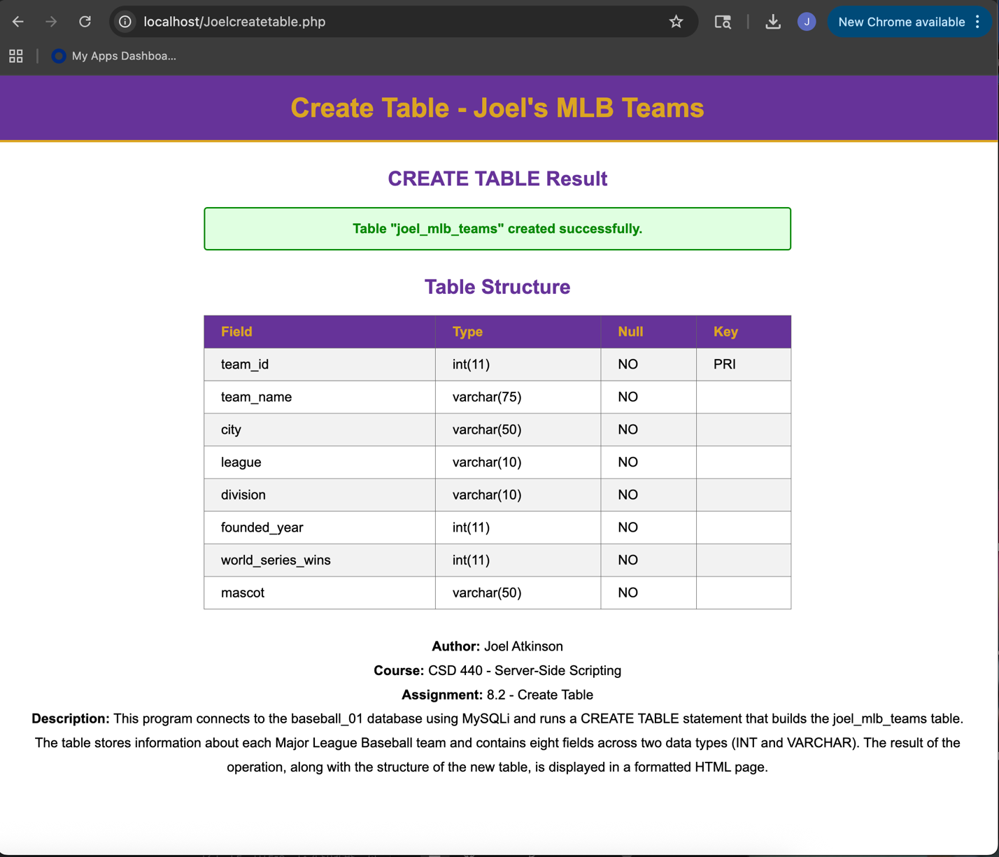 localhost/Joelcreatetable.php
J
New Chrome available
My Apps Dashboa...
Create Table - Joel's MLB Teams
CREATE TABLE Result
Table "joel_mlb_teams" created successfully.
Table Structure
Field Type Null Key
team_id int(11) NO PRI
team_name varchar(75) NO
city varchar(50) NO
league varchar(10) NO
division varchar(10) NO
founded_year int(11) NO
world_series_wins int(11) NO
mascot varchar(50) NO
Author: Joel Atkinson
Course: CSD 440 - Server-Side Scripting
Assignment: 8.2 - Create Table
Description: This program connects to the baseball_01 database using MySQLi and runs a CREATE TABLE statement that builds the joel_mlb_teams table.
The table stores information about each Major League Baseball team and contains eight fields across two data types (INT and VARCHAR). The result of the
operation, along with the structure of the new table, is displayed in a formatted HTML page.